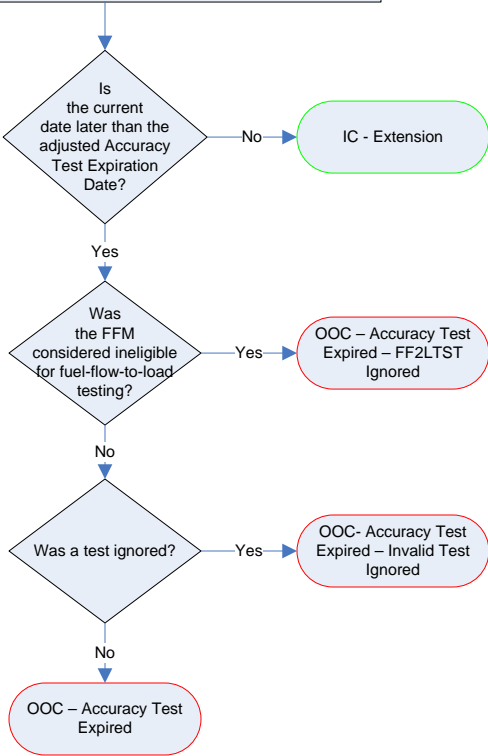 Is
the current
date later than the
adjusted Accuracy
Test Expiration
Date?
No
IC - Extension
Yes
Was
the FFM
considered ineligible
for fuel-flow-to-load
testing?
Yes
OOC – Accuracy Test
Expired – FF2LTST
Ignored
No
Was a test ignored?
Yes
OOC- Accuracy Test
Expired – Invalid Test
Ignored
No
OOC – Accuracy Test
Expired